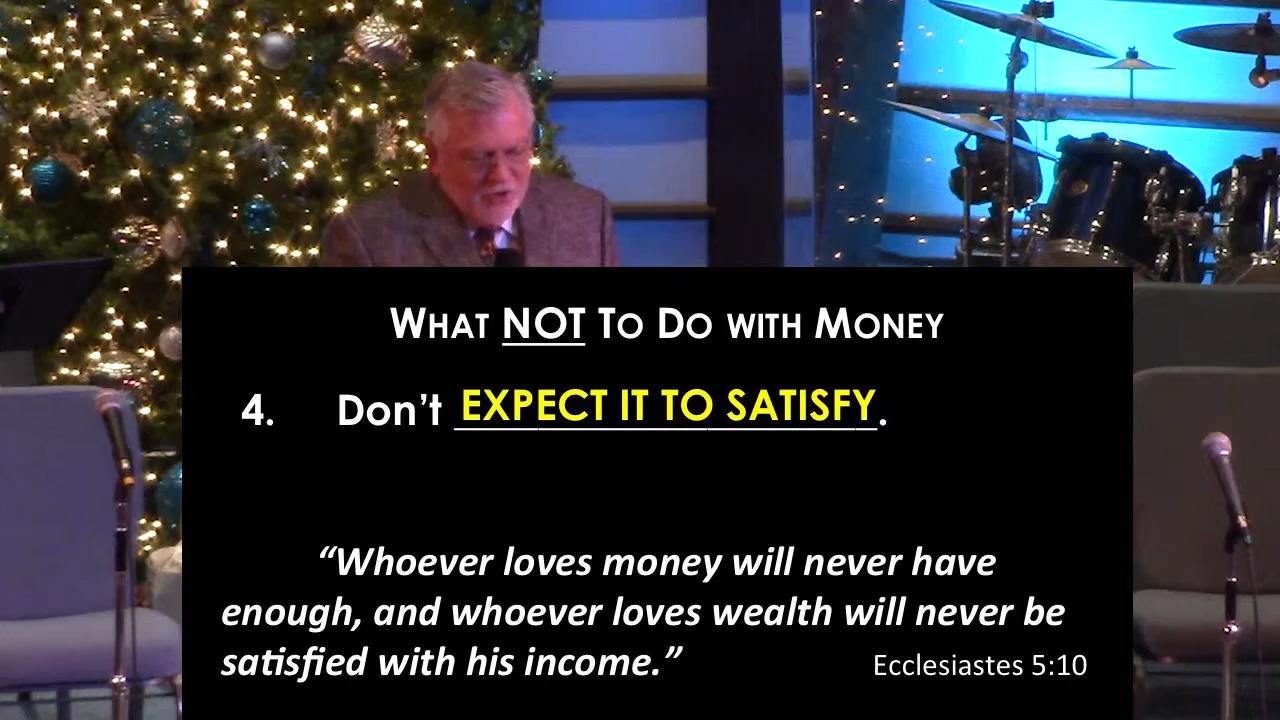 WHAT NOT TO DO WITH MONEY
4. Don't EXPECT IT TO SATISFY.
“Whoever loves money will never have
enough, and whoever loves wealth will never be
satisfied with his income.” Ecclesiastes 5:10